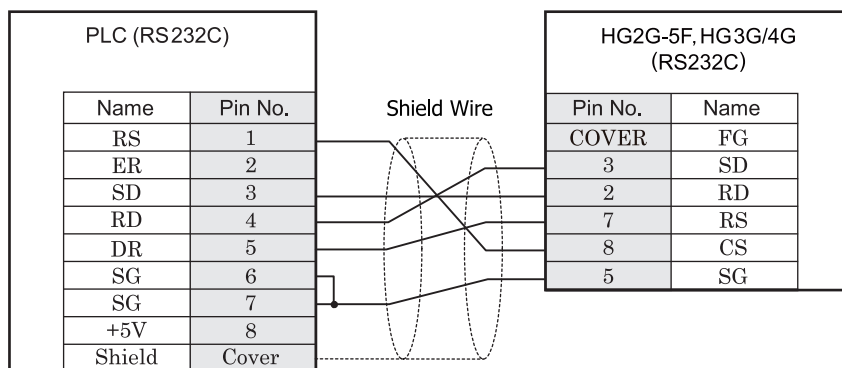 PLC (RS232C)
Name Pin No.
RS 1
ER 2
SD 3
RD 4
DR 5
SG 6
SG 7
+5V 8
Shield Cover
Shield Wire
HG2G-5F, HG3G/4G
(RS232C)
Pin No. Name
COVER FG
3 SD
2 RD
7 RS
8 CS
5 SG